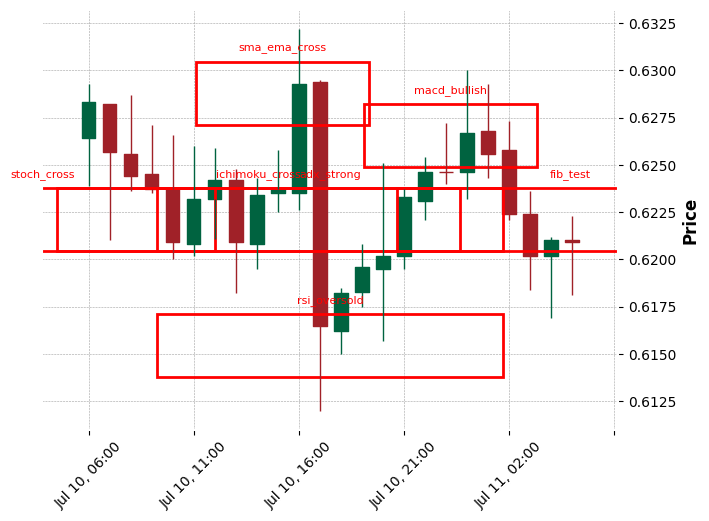 sma_ema_cross
macd_bullish
stoch_cross
fib_test
0.6325
0.6300
0.6275
0.6250
0.6225
0.6200
0.6175
0.6150
0.6125
Price
Jul 10, 06:00
Jul 10, 11:00
Jul 10, 16:00
Jul 10, 21:00
Jul 11, 02:00